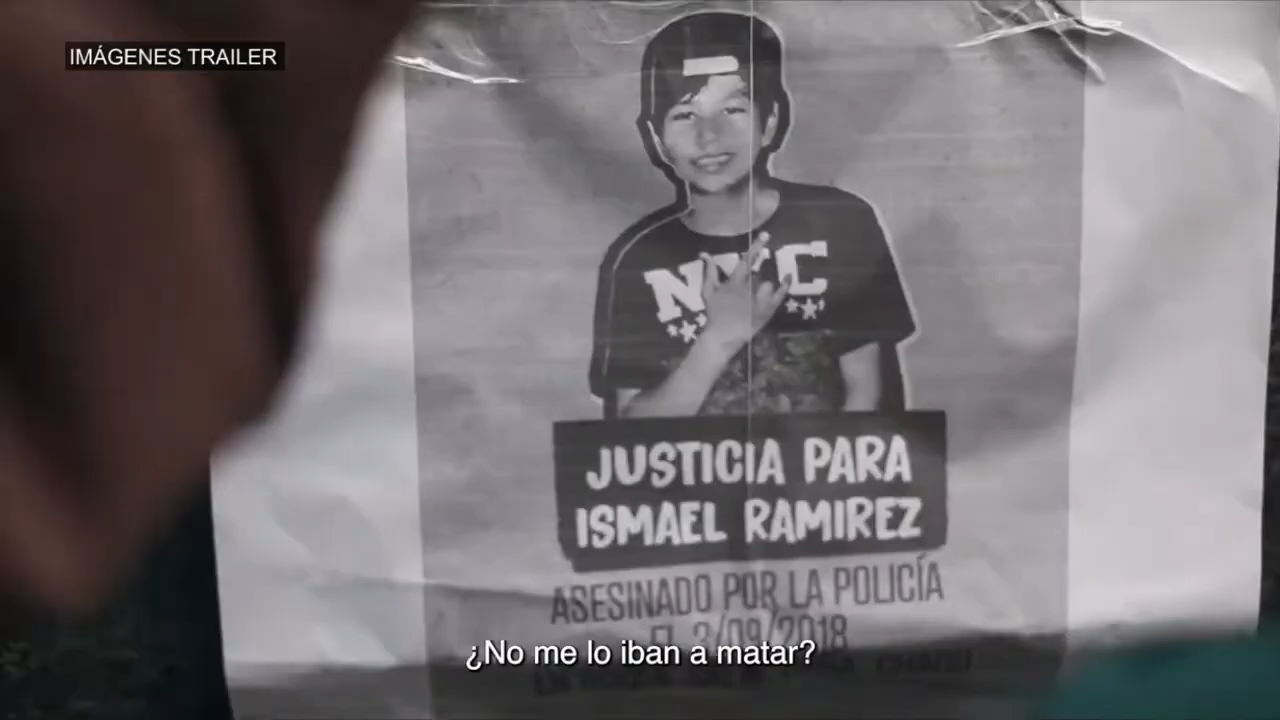 IMÁGENES TRAILER
NYC
JUSTICIA PARA
ISMAEL RAMIREZ
ASESINADO POR LA POLICÍA
EL 3/09/2018
¿No me lo iban a matar?